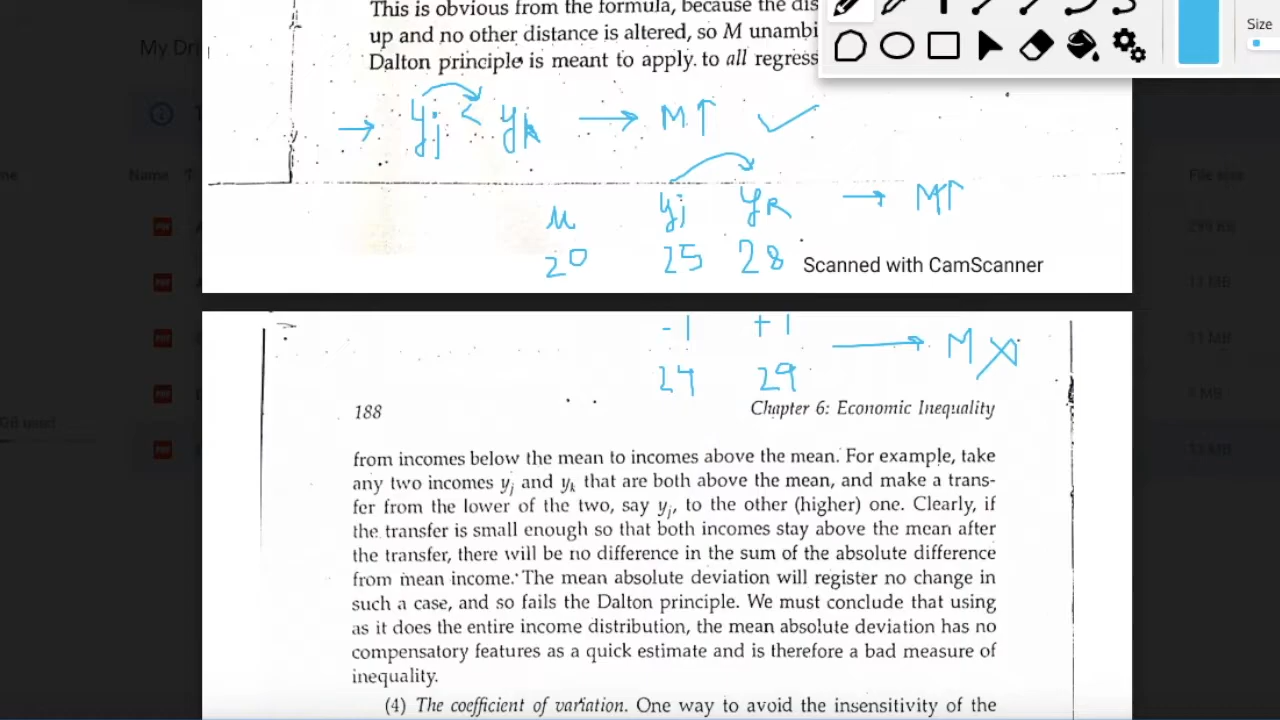 This is obvious from the formula, because the dis
up and no other distance is altered, so M unambi
Dalton principle is meant to apply. to all regress
Size
My Dri
→ yj < yk → M↑ ✓
yj yk → M↑
μ
20 25 28
Scanned with CamScanner
-1 +1 → M X
24 29
ne
Name ↑
File size
GB used
188 Chapter 6: Economic Inequality
from incomes below the mean to incomes above the mean. For example, take
any two incomes yj and yk that are both above the mean, and make a trans-
fer from the lower of the two, say yj, to the other (higher) one. Clearly, if
the transfer is small enough so that both incomes stay above the mean after
the transfer, there will be no difference in the sum of the absolute difference
from mean income. The mean absolute deviation will register no change in
such a case, and so fails the Dalton principle. We must conclude that using
as it does the entire income distribution, the mean absolute deviation has no
compensatory features as a quick estimate and is therefore a bad measure of
inequality.
(4) The coefficient of variation. One way to avoid the insensitivity of the